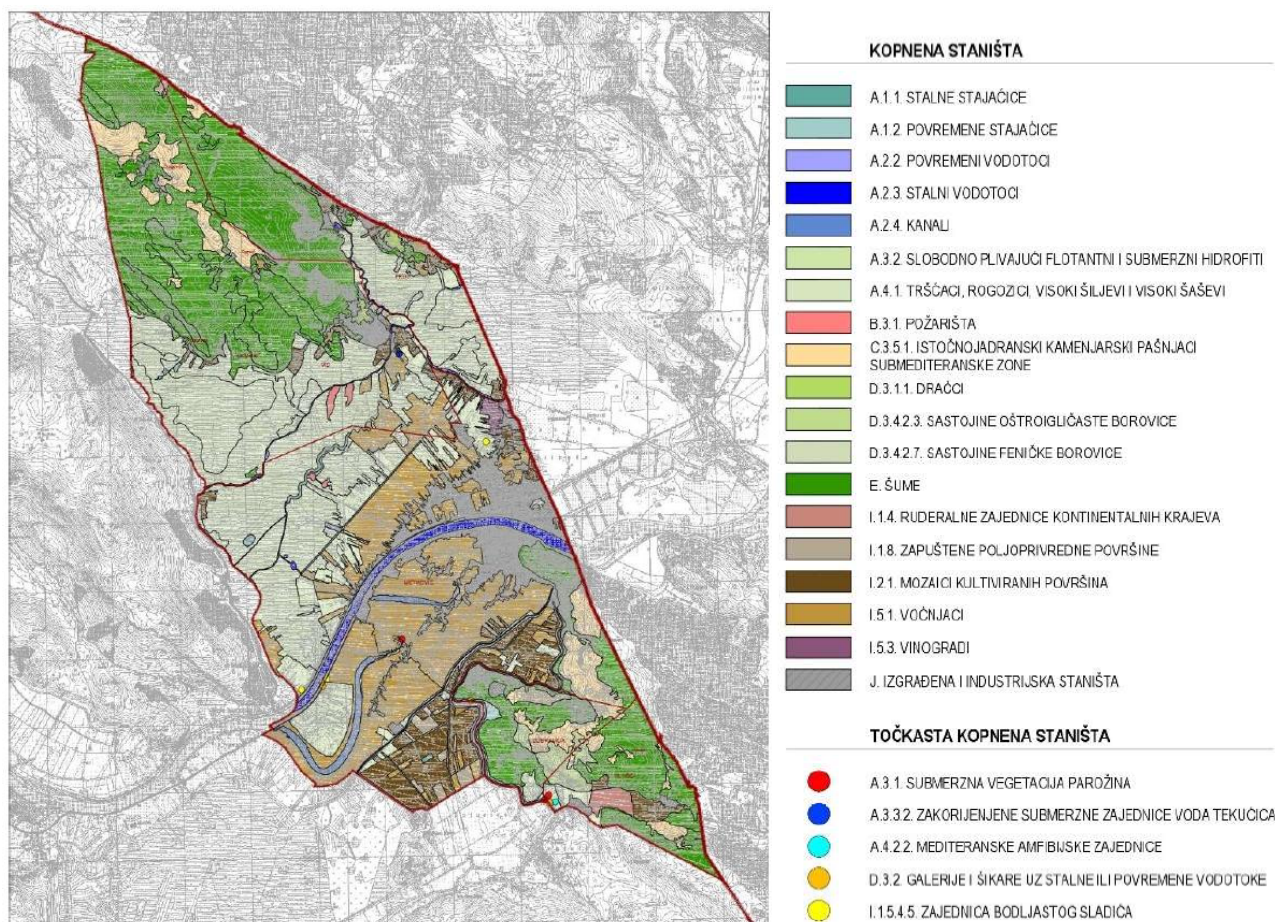 KOPNENA STANIŠTA
A.1.1. STALNE STAJAĆICE
A.1.2. POVREMENE STAJAĆICE
A.2.2. POVREMENI VODOTOCI
A.2.3. STALNI VODOTOCI
A.2.4. KANALI
A.3.2. SLOBODNO PLIVAJUĆI FLOTANTNI I SUBMERZNI HIDROFITI
A.4.1. TRŠĆACI, ROGOZICI, VISOKI ŠILJEVI I VISOKI ŠAŠEVI
B.3.1. POŽARIŠTA
C.3.5.1. ISTOČNOJADRANSKI KAMENJARSKI PAŠNJACI
SUBMEDITERANSKE ZONE
D.3.1.1. DRAČCI
D.3.4.2.3. SASTOJINE OŠTROIGLIČASTE BOROVICE
D.3.4.2.7. SASTOJINE FENIČKE BOROVICE
E. ŠUME
I.1.4. RUDERALNE ZAJEDNICE KONTINENTALNIH KRAJEVA
I.1.8. ZAPUŠTENE POLJOPRIVREDNE POVRŠINE
I.2.1. MOZAICI KULTIVIRANIH POVRŠINA
I.5.1. VOĆNJACI
I.5.3. VINOGRADI
J. IZGRAĐENA I INDUSTRIJSKA STANIŠTA
TOČKASTA KOPNENA STANIŠTA
A.3.1. SUBMERZNA VEGETACIJA PAROŽINA
A.3.3.2. ZAKORIJENJENE SUBMERZNE ZAJEDNICE VODA TEKUĆICA
A.4.2.2. MEDITERANSKE AMFIBIJSKE ZAJEDNICE
D.3.2. GALERIJE I ŠIKARE UZ STALNE ILI POVREMENE VODOTOKE
I.1.5.4.5. ZAJEDNICA BODLJASTOG SLADIĆA